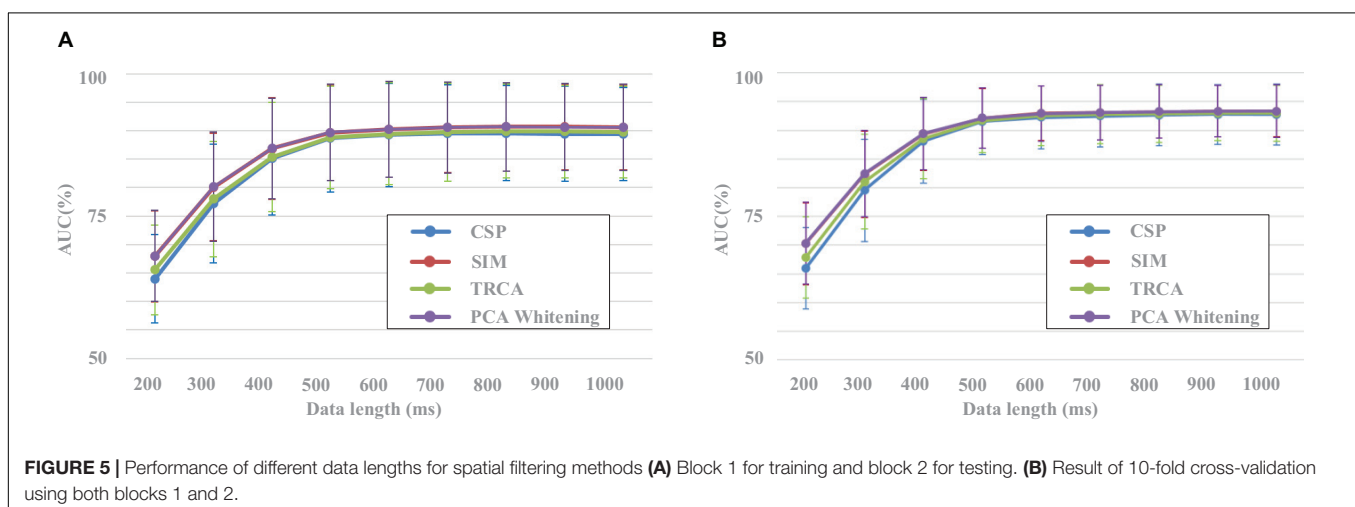 A
100
75
50
AUC(%)
CSP
SIM
TRCA
PCA Whitening
200 300 400 500 600 700 800 900 1000
Data length (ms)
B
100
75
50
AUC(%)
CSP
SIM
TRCA
PCA Whitening
200 300 400 500 600 700 800 900 1000
Data length (ms)
FIGURE 5 | Performance of different data lengths for spatial filtering methods (A) Block 1 for training and block 2 for testing. (B) Result of 10-fold cross-validation
using both blocks 1 and 2.